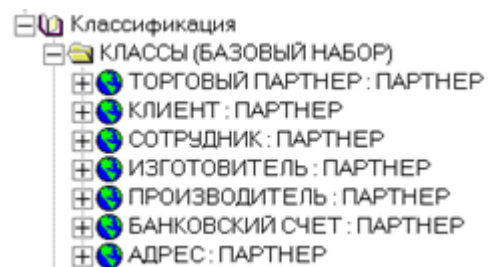 Классификация
КЛАССЫ (БАЗОВЫЙ НАБОР)
ТОРГОВЫЙ ПАРТНЕР : ПАРТНЕР
КЛИЕНТ : ПАРТНЕР
СОТРУДНИК : ПАРТНЕР
ИЗГОТОВИТЕЛЬ : ПАРТНЕР
ПРОИЗВОДИТЕЛЬ : ПАРТНЕР
БАНКОВСКИЙ СЧЕТ : ПАРТНЕР
АДРЕС : ПАРТНЕР